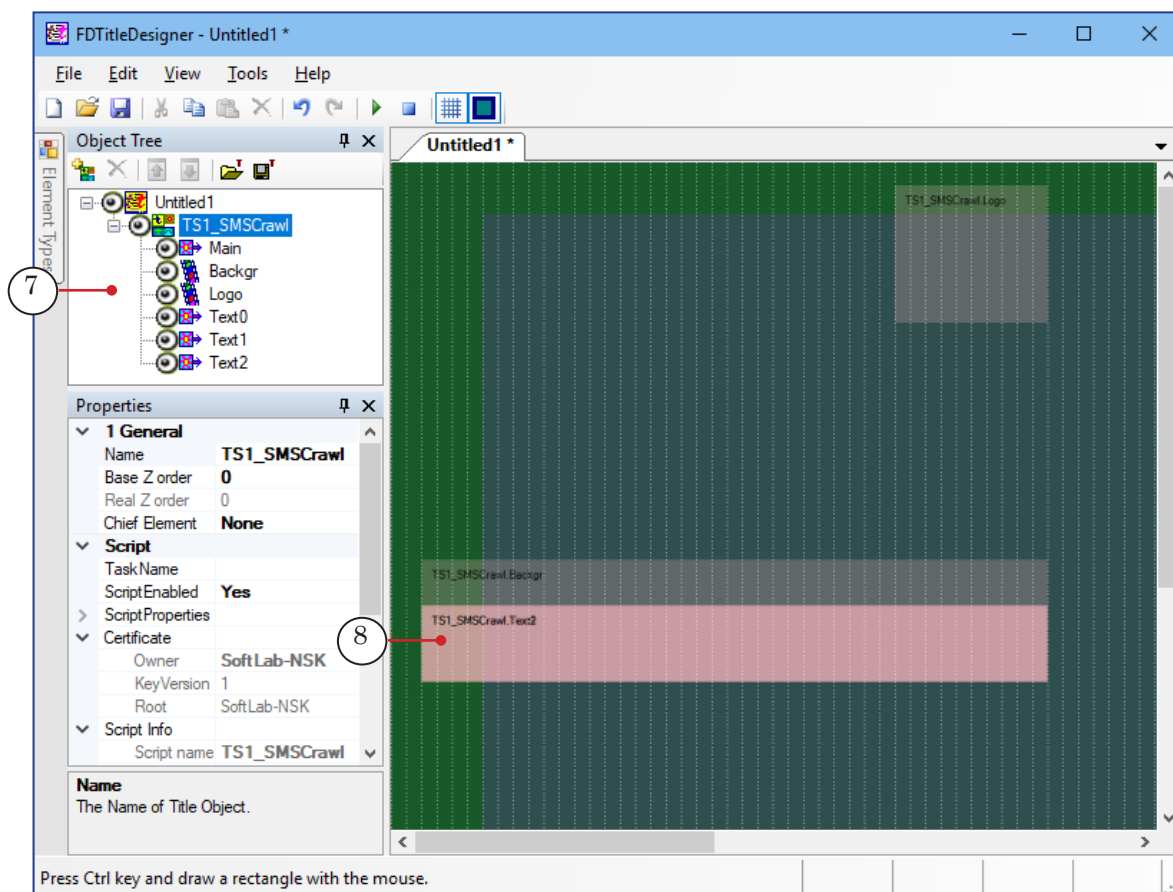 FDTitleDesigner - Untitled1 *
File Edit View Tools Help
Element Types
Object Tree
Untitled1
TS1_SMSCrawl
Main
Backgr
Logo
Text0
Text1
Text2
7
Properties
1 General
Name TS1_SMSCrawl
Base Z order 0
Real Z order 0
Chief Element None
Script
TaskName
ScriptEnabled Yes
ScriptProperties
Certificate
Owner SoftLab-NSK
KeyVersion 1
Root SoftLab-NSK
Script Info
Script name TS1_SMSCrawl
Name
The Name of Title Object.
Untitled1 *
TS1_SMSCrawl.Logo
TS1_SMSCrawl.Backgr
TS1_SMSCrawl.Text2
8
Press Ctrl key and draw a rectangle with the mouse.